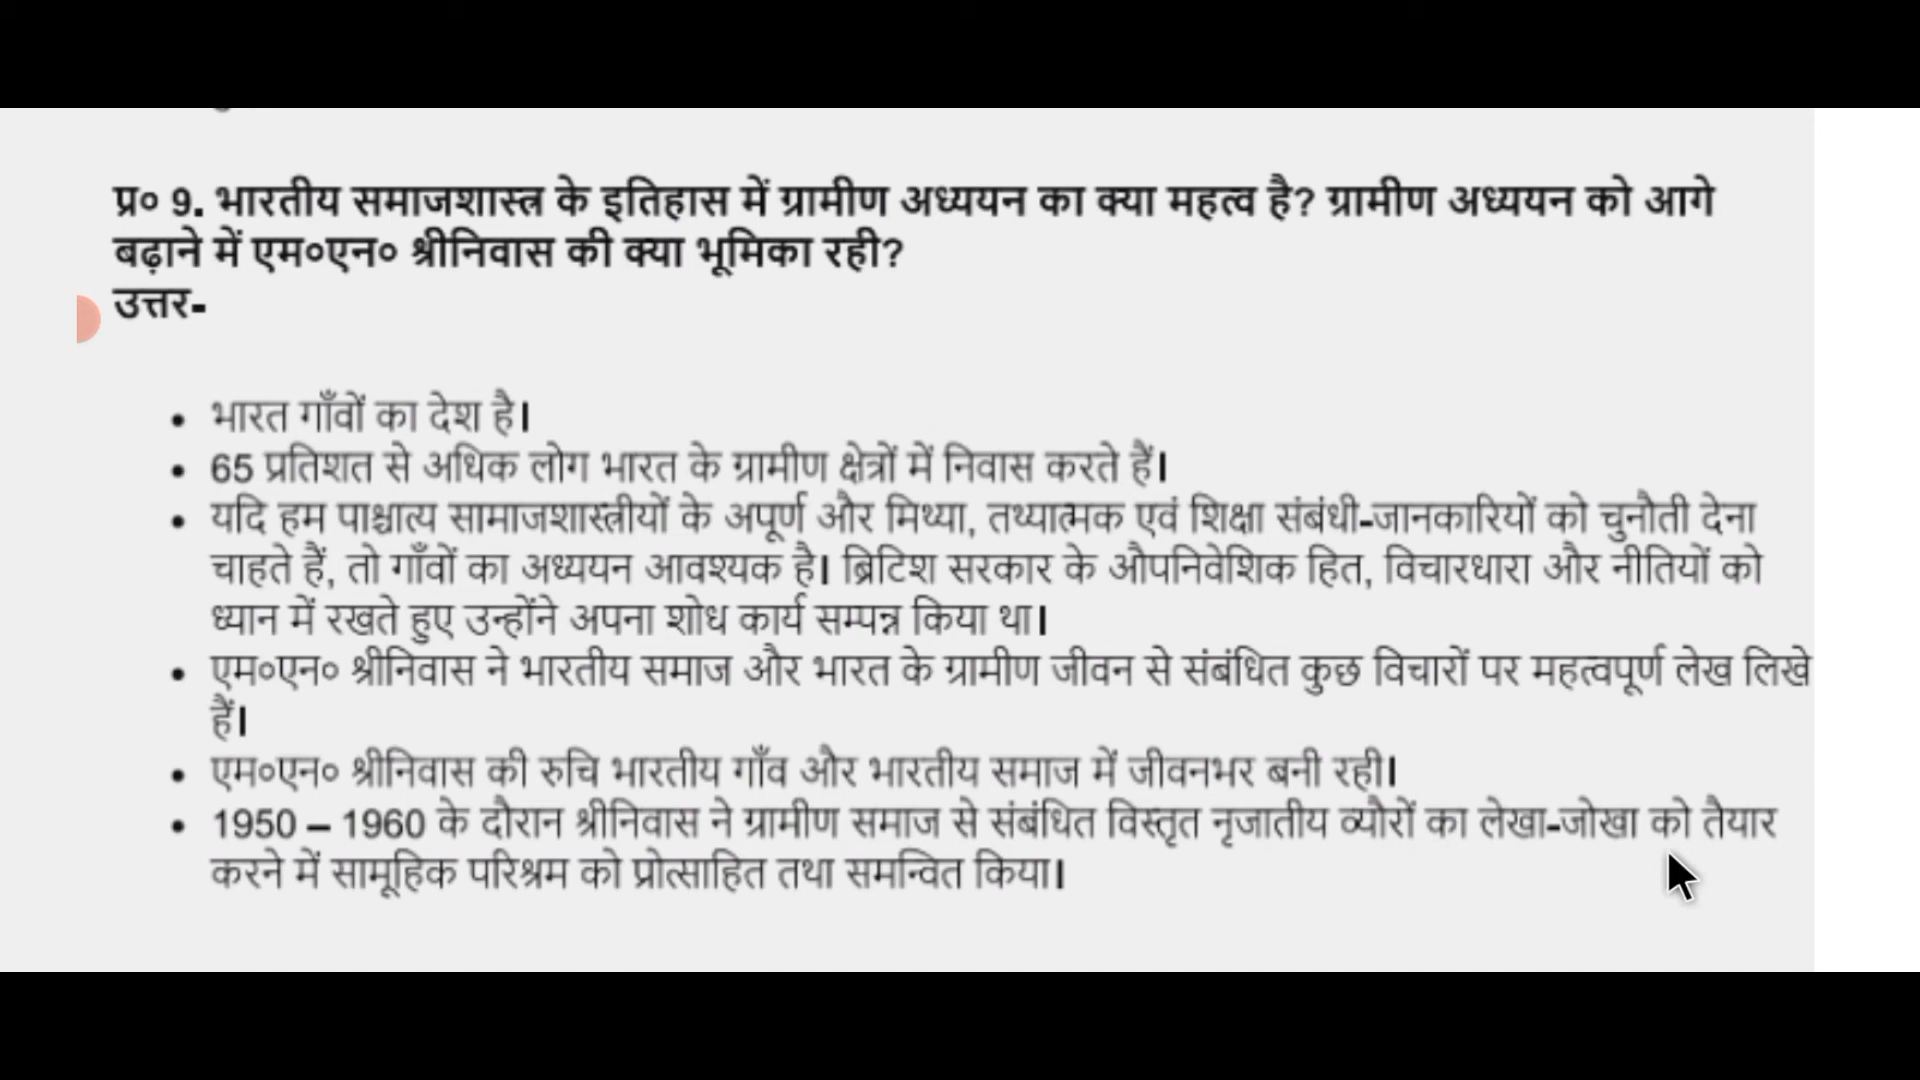 प्र० 9. भारतीय समाजशास्त्र के इतिहास में ग्रामीण अध्ययन का क्या महत्व है? ग्रामीण अध्ययन को आगे
बढ़ाने में एम०एन० श्रीनिवास की क्या भूमिका रही?
उत्तर-
• भारत गाँवों का देश है।
• 65 प्रतिशत से अधिक लोग भारत के ग्रामीण क्षेत्रों में निवास करते हैं।
• यदि हम पाश्चात्य सामाजशास्त्रीयों के अपूर्ण और मिथ्या, तथ्यात्मक एवं शिक्षा संबंधी-जानकारियों को चुनौती देना
चाहते हैं, तो गाँवों का अध्ययन आवश्यक है। ब्रिटिश सरकार के औपनिवेशिक हित, विचारधारा और नीतियों को
ध्यान में रखते हुए उन्होंने अपना शोध कार्य सम्पन्न किया था।
• एम०एन० श्रीनिवास ने भारतीय समाज और भारत के ग्रामीण जीवन से संबंधित कुछ विचारों पर महत्वपूर्ण लेख लिखे
हैं।
• एम०एन० श्रीनिवास की रुचि भारतीय गाँव और भारतीय समाज में जीवनभर बनी रही।
• 1950 – 1960 के दौरान श्रीनिवास ने ग्रामीण समाज से संबंधित विस्तृत नृजातीय व्यौरों का लेखा-जोखा को तैयार
करने में सामूहिक परिश्रम को प्रोत्साहित तथा समन्वित किया।